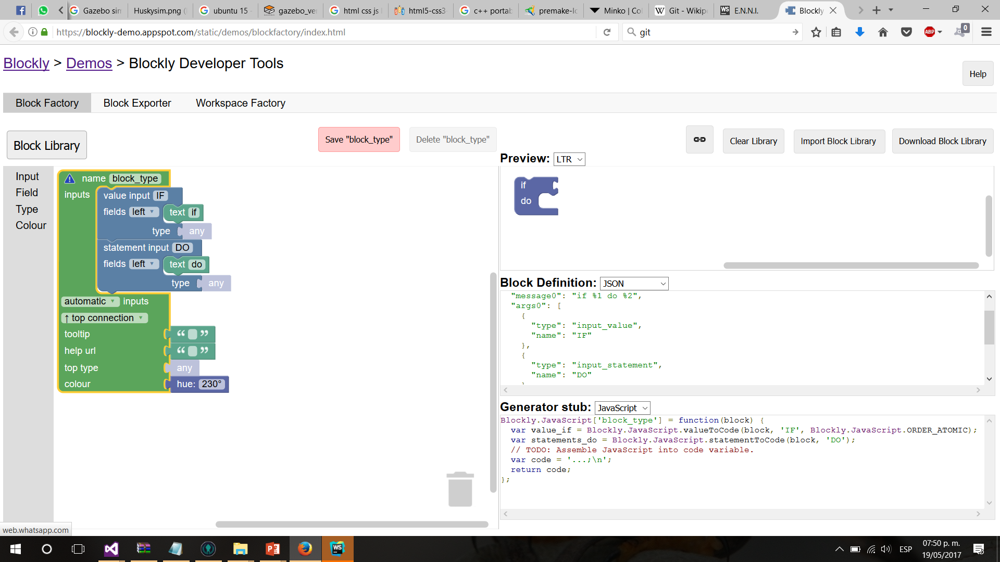 Gazebo sim
Huskysim.png (
ubuntu 15 -
gazebo_ver
html css js l
html5-css3-
c++ portab
premake-lo
Minko | Col
Git - Wikipe
E.N.N.I.
Blockly
https://blockly-demo.appspot.com/static/demos/blockfactory/index.html
git
ABP
0
Blockly > Demos > Blockly Developer Tools
Help
Block Factory
Block Exporter
Workspace Factory
Block Library
Save "block_type"
Delete "block_type"
Clear Library
Import Block Library
Download Block Library
Input
Field
Type
Colour
name block_type
inputs
value input IF
fields left text if
type any
statement input DO
fields left text do
type any
automatic inputs
↑ top connection
tooltip “ ”
help url “ ”
top type any
colour hue: 230°
Preview: LTR
if
do
Block Definition: JSON
"message0": "if %1 do %2",
"args0": [
{
"type": "input_value",
"name": "IF"
},
{
"type": "input_statement",
"name": "DO"
Generator stub: JavaScript
Blockly.JavaScript['block_type'] = function(block) {
var value_if = Blockly.JavaScript.valueToCode(block, 'IF', Blockly.JavaScript.ORDER_ATOMIC);
var statements_do = Blockly.JavaScript.statementToCode(block, 'DO');
// TODO: Assemble JavaScript into code variable.
var code = '...;\n';
return code;
};
web.whatsapp.com
ESP
07:50 p. m.
19/05/2017